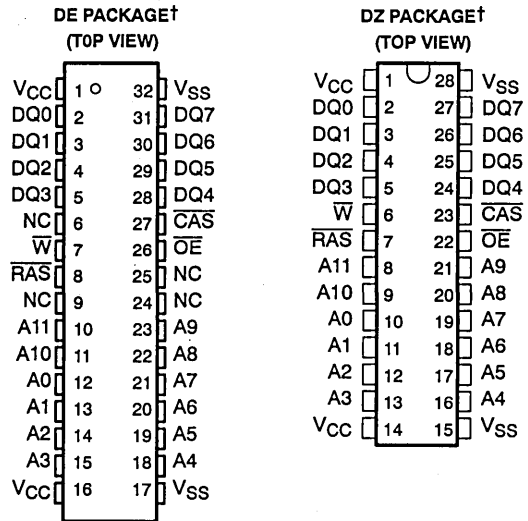 DE PACKAGE†
(TOP VIEW)
VCC 1 32 VSS
DQ0 2 31 DQ7
DQ1 3 30 DQ6
DQ2 4 29 DQ5
DQ3 5 28 DQ4
NC 6 27 C̅A̅S̅
W̅ 7 26 O̅E̅
R̅A̅S̅ 8 25 NC
NC 9 24 NC
A11 10 23 A9
A10 11 22 A8
A0 12 21 A7
A1 13 20 A6
A2 14 19 A5
A3 15 18 A4
VCC 16 17 VSS
DZ PACKAGE†
(TOP VIEW)
VCC 1 28 VSS
DQ0 2 27 DQ7
DQ1 3 26 DQ6
DQ2 4 25 DQ5
DQ3 5 24 DQ4
W̅ 6 23 C̅A̅S̅
R̅A̅S̅ 7 22 O̅E̅
A11 8 21 A9
A10 9 20 A8
A0 10 19 A7
A1 11 18 A6
A2 12 17 A5
A3 13 16 A4
VCC 14 15 VSS